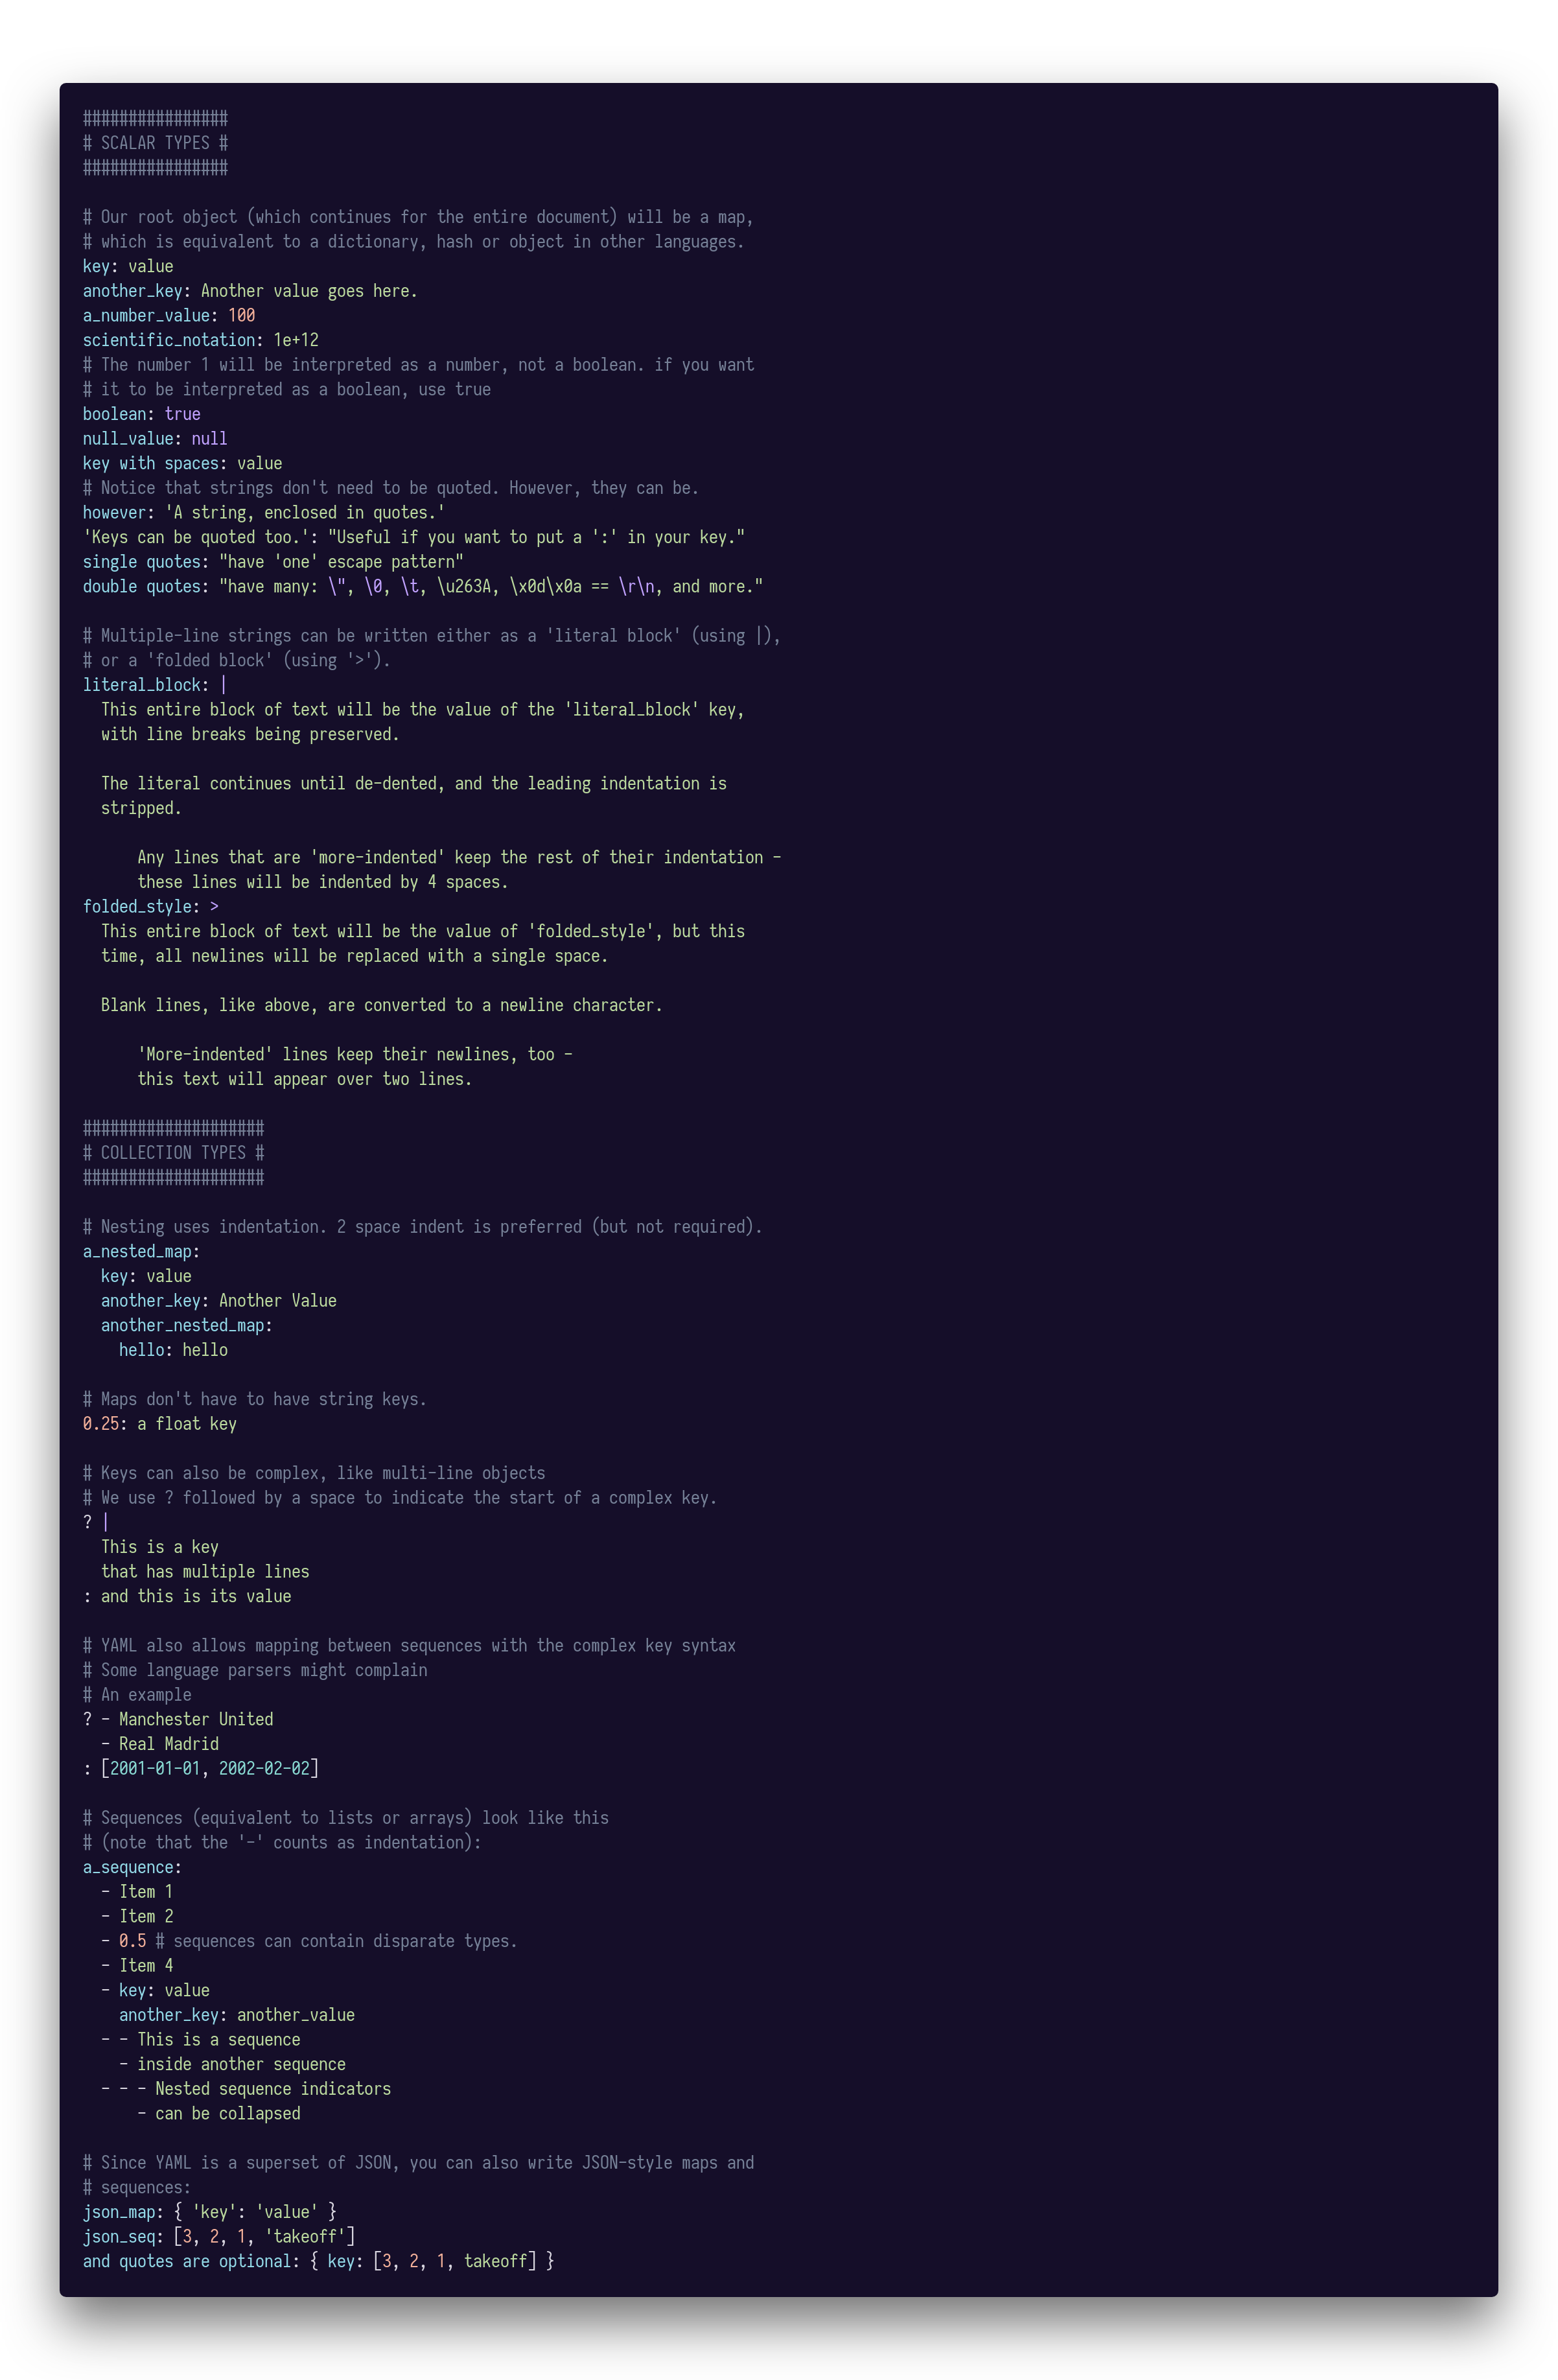 ################
# SCALAR TYPES #
################

# Our root object (which continues for the entire document) will be a map,
# which is equivalent to a dictionary, hash or object in other languages.
key: value
another_key: Another value goes here.
a_number_value: 100
scientific_notation: 1e+12
# The number 1 will be interpreted as a number, not a boolean. if you want
# it to be interpreted as a boolean, use true
boolean: true
null_value: null
key with spaces: value
# Notice that strings don't need to be quoted. However, they can be.
however: 'A string, enclosed in quotes.'
'Keys can be quoted too.': "Useful if you want to put a ':' in your key."
single quotes: "have 'one' escape pattern"
double quotes: "have many: \", \0, \t, \u263A, \x0d\x0a == \r\n, and more."

# Multiple-line strings can be written either as a 'literal block' (using |),
# or a 'folded block' (using '>').
literal_block: |
  This entire block of text will be the value of the 'literal_block' key,
  with line breaks being preserved.

  The literal continues until de-dented, and the leading indentation is
  stripped.

      Any lines that are 'more-indented' keep the rest of their indentation -
      these lines will be indented by 4 spaces.
folded_style: >
  This entire block of text will be the value of 'folded_style', but this
  time, all newlines will be replaced with a single space.

  Blank lines, like above, are converted to a newline character.

      'More-indented' lines keep their newlines, too -
      this text will appear over two lines.

####################
# COLLECTION TYPES #
####################

# Nesting uses indentation. 2 space indent is preferred (but not required).
a_nested_map:
  key: value
  another_key: Another Value
  another_nested_map:
    hello: hello

# Maps don't have to have string keys.
0.25: a float key

# Keys can also be complex, like multi-line objects
# We use ? followed by a space to indicate the start of a complex key.
? |
  This is a key
  that has multiple lines
: and this is its value

# YAML also allows mapping between sequences with the complex key syntax
# Some language parsers might complain
# An example
? - Manchester United
  - Real Madrid
: [2001-01-01, 2002-02-02]

# Sequences (equivalent to lists or arrays) look like this
# (note that the '-' counts as indentation):
a_sequence:
  - Item 1
  - Item 2
  - 0.5 # sequences can contain disparate types.
  - Item 4
  - key: value
    another_key: another_value
  - - This is a sequence
    - inside another sequence
  - - - Nested sequence indicators
      - can be collapsed

# Since YAML is a superset of JSON, you can also write JSON-style maps and
# sequences:
json_map: { 'key': 'value' }
json_seq: [3, 2, 1, 'takeoff']
and quotes are optional: { key: [3, 2, 1, takeoff] }